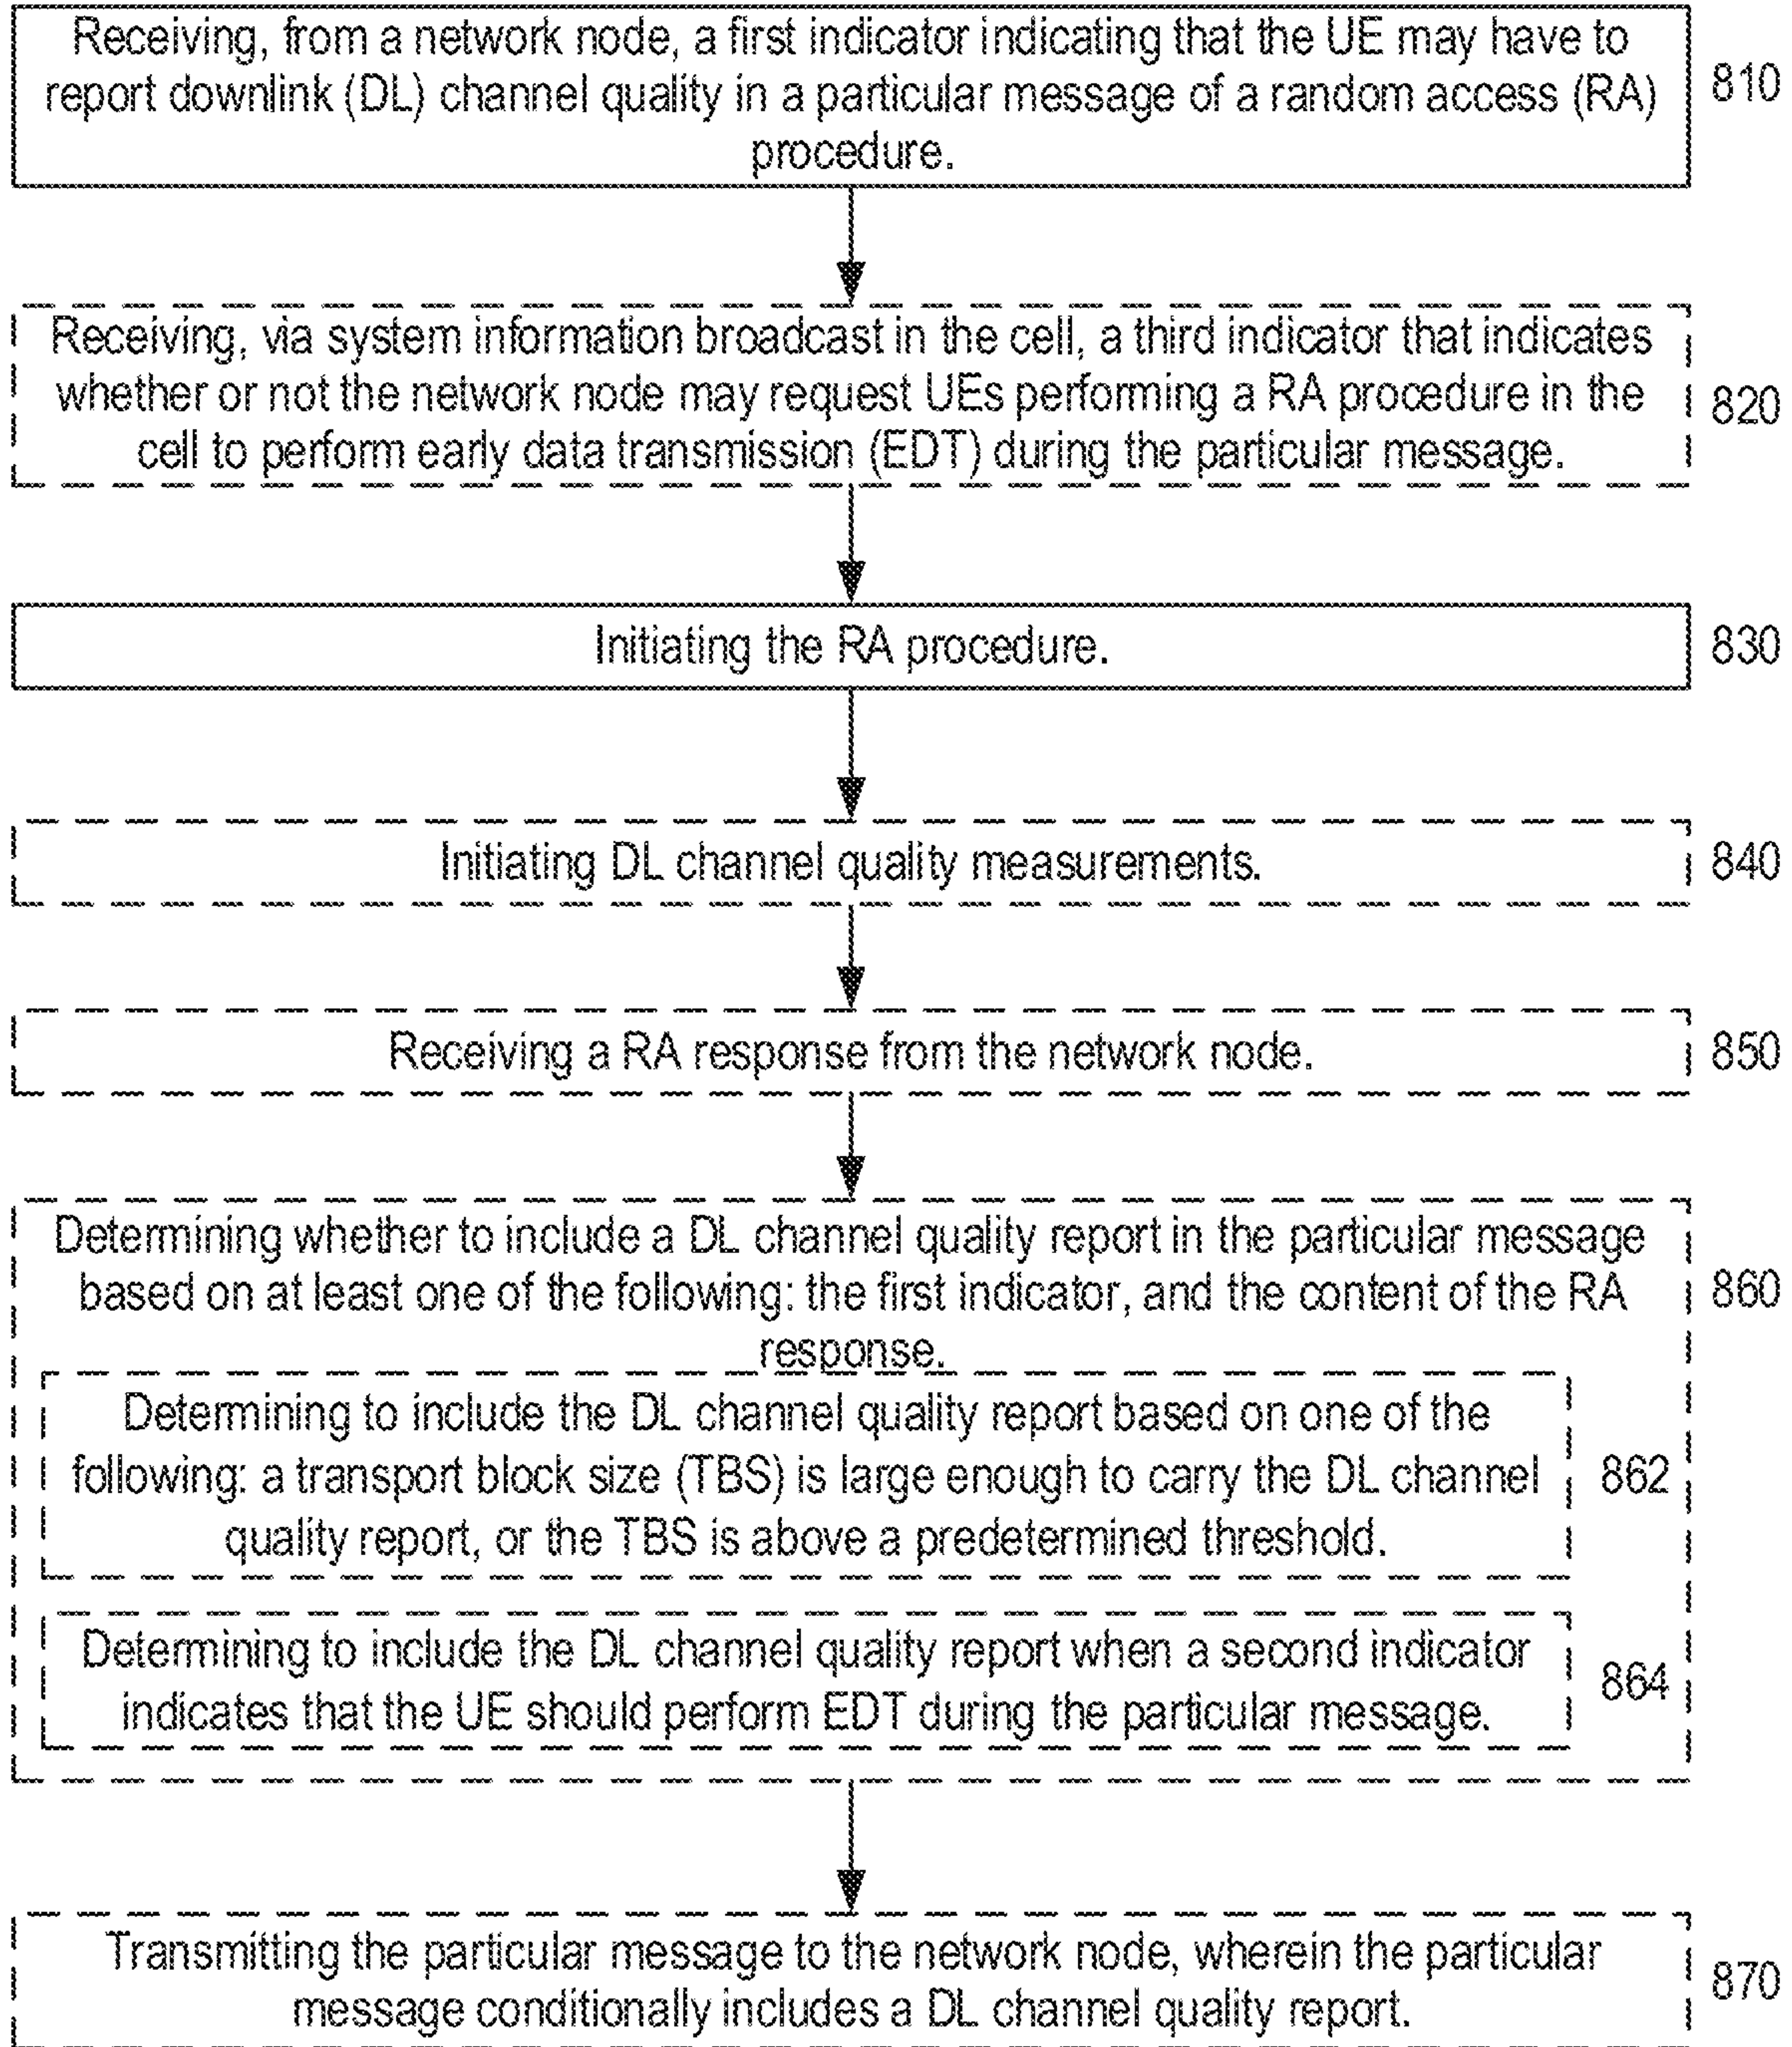 Receiving, from a network node, a first indicator indicating that the UE may have to
report downlink (DL) channel quality in a particular message of a random access (RA)
procedure.
810
Receiving, via system information broadcast in the cell, a third indicator that indicates
whether or not the network node may request UEs performing a RA procedure in the
cell to perform early data transmission (EDT) during the particular message.
820
Initiating the RA procedure.
830
Initiating DL channel quality measurements.
840
Receiving a RA response from the network node.
850
Determining whether to include a DL channel quality report in the particular message
based on at least one of the following: the first indicator, and the content of the RA
response.
860
Determining to include the DL channel quality report based on one of the
following: a transport block size (TBS) is large enough to carry the DL channel
quality report, or the TBS is above a predetermined threshold.
862
Determining to include the DL channel quality report when a second indicator
indicates that the UE should perform EDT during the particular message.
864
Transmitting the particular message to the network node, wherein the particular
message conditionally includes a DL channel quality report.
870